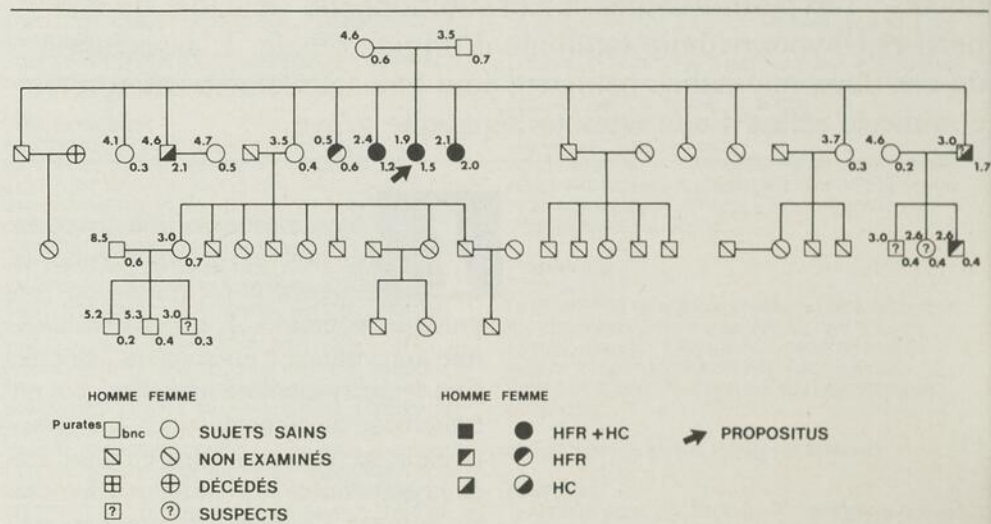 4.6 0.6 3.5 0.7
4.1 0.3 4.6 2.1 4.7 0.5 3.5 0.4 0.5 0.6 2.4 1.2 1.9 1.5 2.1 2.0 3.7 0.3 4.6 0.2 3.0 ? 1.7
8.5 0.6 3.0 0.7 3.0 ? 0.4 2.6 ? 0.4 2.6 0.4
5.2 0.2 5.3 0.4 3.0 ? 0.3
HOMME FEMME HOMME FEMME
Purates bnc SUJETS SAINS HFR + HC PROPOSITUS
NON EXAMINÉS HFR
DÉCÉDÉS HC
? ? SUSPECTS